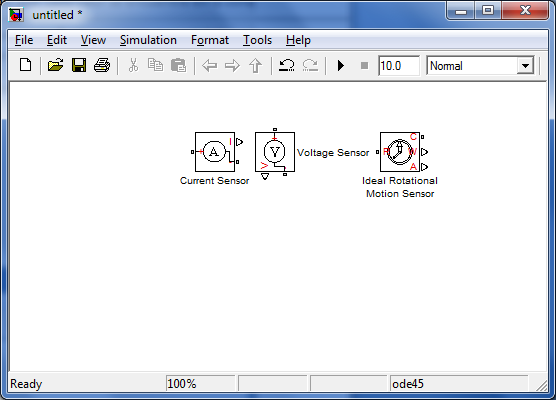 untitled *
File Edit View Simulation Format Tools Help
10.0 Normal
A I
Current Sensor
V V
Voltage Sensor
R C W A
Ideal Rotational
Motion Sensor
Ready 100% ode45